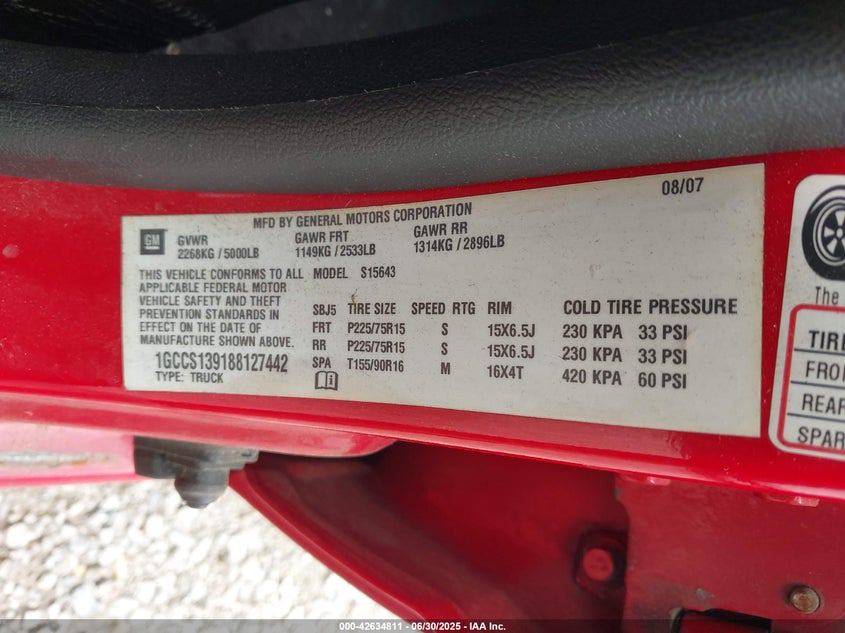 08/07
MFD BY GENERAL MOTORS CORPORATION
GM
GVWR GAWR FRT GAWR RR
2268KG / 5000LB 1149KG / 2533LB 1314KG / 2896LB
THIS VEHICLE CONFORMS TO ALL MODEL S15643
APPLICABLE FEDERAL MOTOR
VEHICLE SAFETY AND THEFT
PREVENTION STANDARDS IN
EFFECT ON THE DATE OF
MANUFACTURE SHOWN ABOVE.
1GCCS139188127442
TYPE: TRUCK
SBJ5 TIRE SIZE SPEED RTG RIM COLD TIRE PRESSURE
FRT P225/75R15 S 15X6.5J 230 KPA 33 PSI
RR P225/75R15 S 15X6.5J 230 KPA 33 PSI
SPA T155/90R16 M 16X4T 420 KPA 60 PSI
The
TIRE
FRO
REAR
SPAR
000-42634811 - 06/30/2025 - IAA Inc.